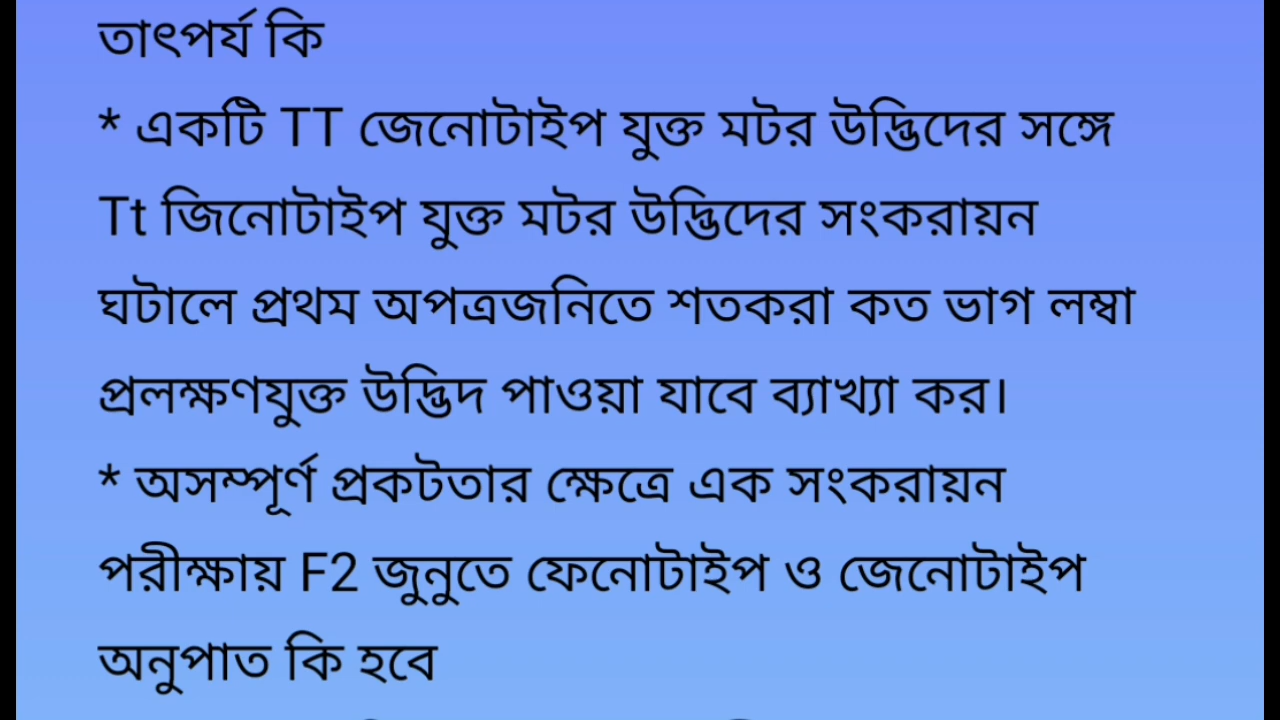 তাৎপর্য কি
* একটি TT জেনোটাইপ যুক্ত মটর উদ্ভিদের সঙ্গে
Tt জিনোটাইপ যুক্ত মটর উদ্ভিদের সংকরায়ন
ঘটালে প্রথম অপত্রজনিতে শতকরা কত ভাগ লম্বা
প্রলক্ষণযুক্ত উদ্ভিদ পাওয়া যাবে ব্যাখ্যা কর।
* অসম্পূর্ণ প্রকটতার ক্ষেত্রে এক সংকরায়ন
পরীক্ষায় F2 জুনুতে ফেনোটাইপ ও জেনোটাইপ
অনুপাত কি হবে